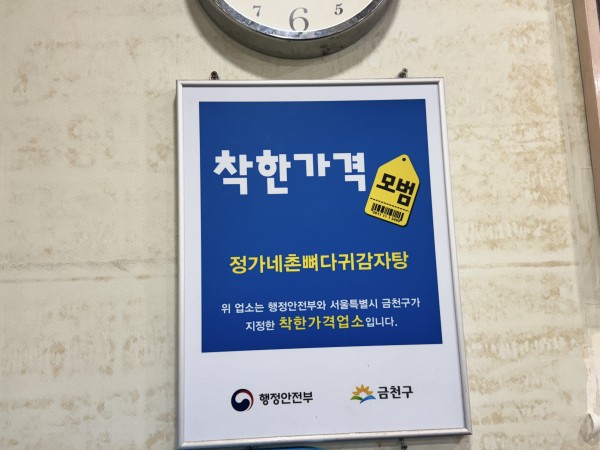 7 6 5
착한가격
모범
정가네촌뼈다귀감자탕
위 업소는 행정안전부와 서울특별시 금천구가
지정한 착한가격업소입니다.
행정안전부
금천구